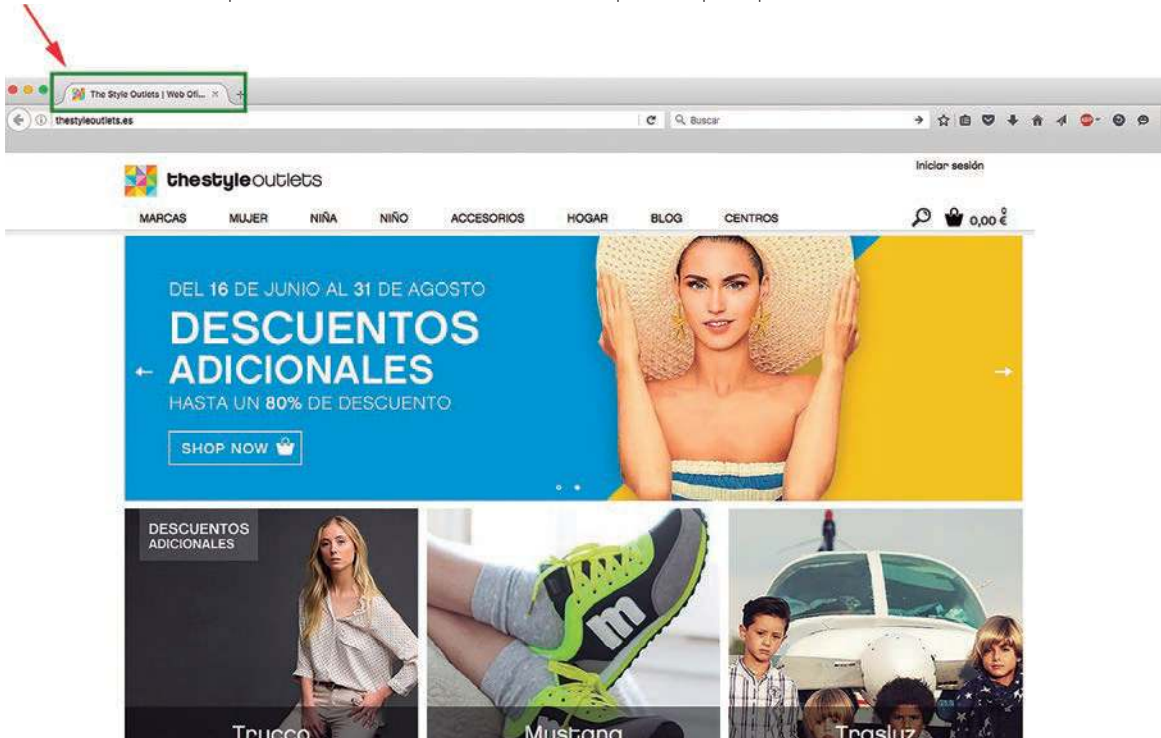 The Style Outlets | Web Ofi...
thestyleoutlets.es
Buscar
Iniciar sesión
thestyleoutlets
MARCAS MUJER NIÑA NIÑO ACCESORIOS HOGAR BLOG CENTROS
0
0,00 €
DEL 16 DE JUNIO AL 31 DE AGOSTO
DESCUENTOS
ADICIONALES
HASTA UN 80% DE DESCUENTO
SHOP NOW
DESCUENTOS
ADICIONALES
m
Trucco Mustang Trasluz